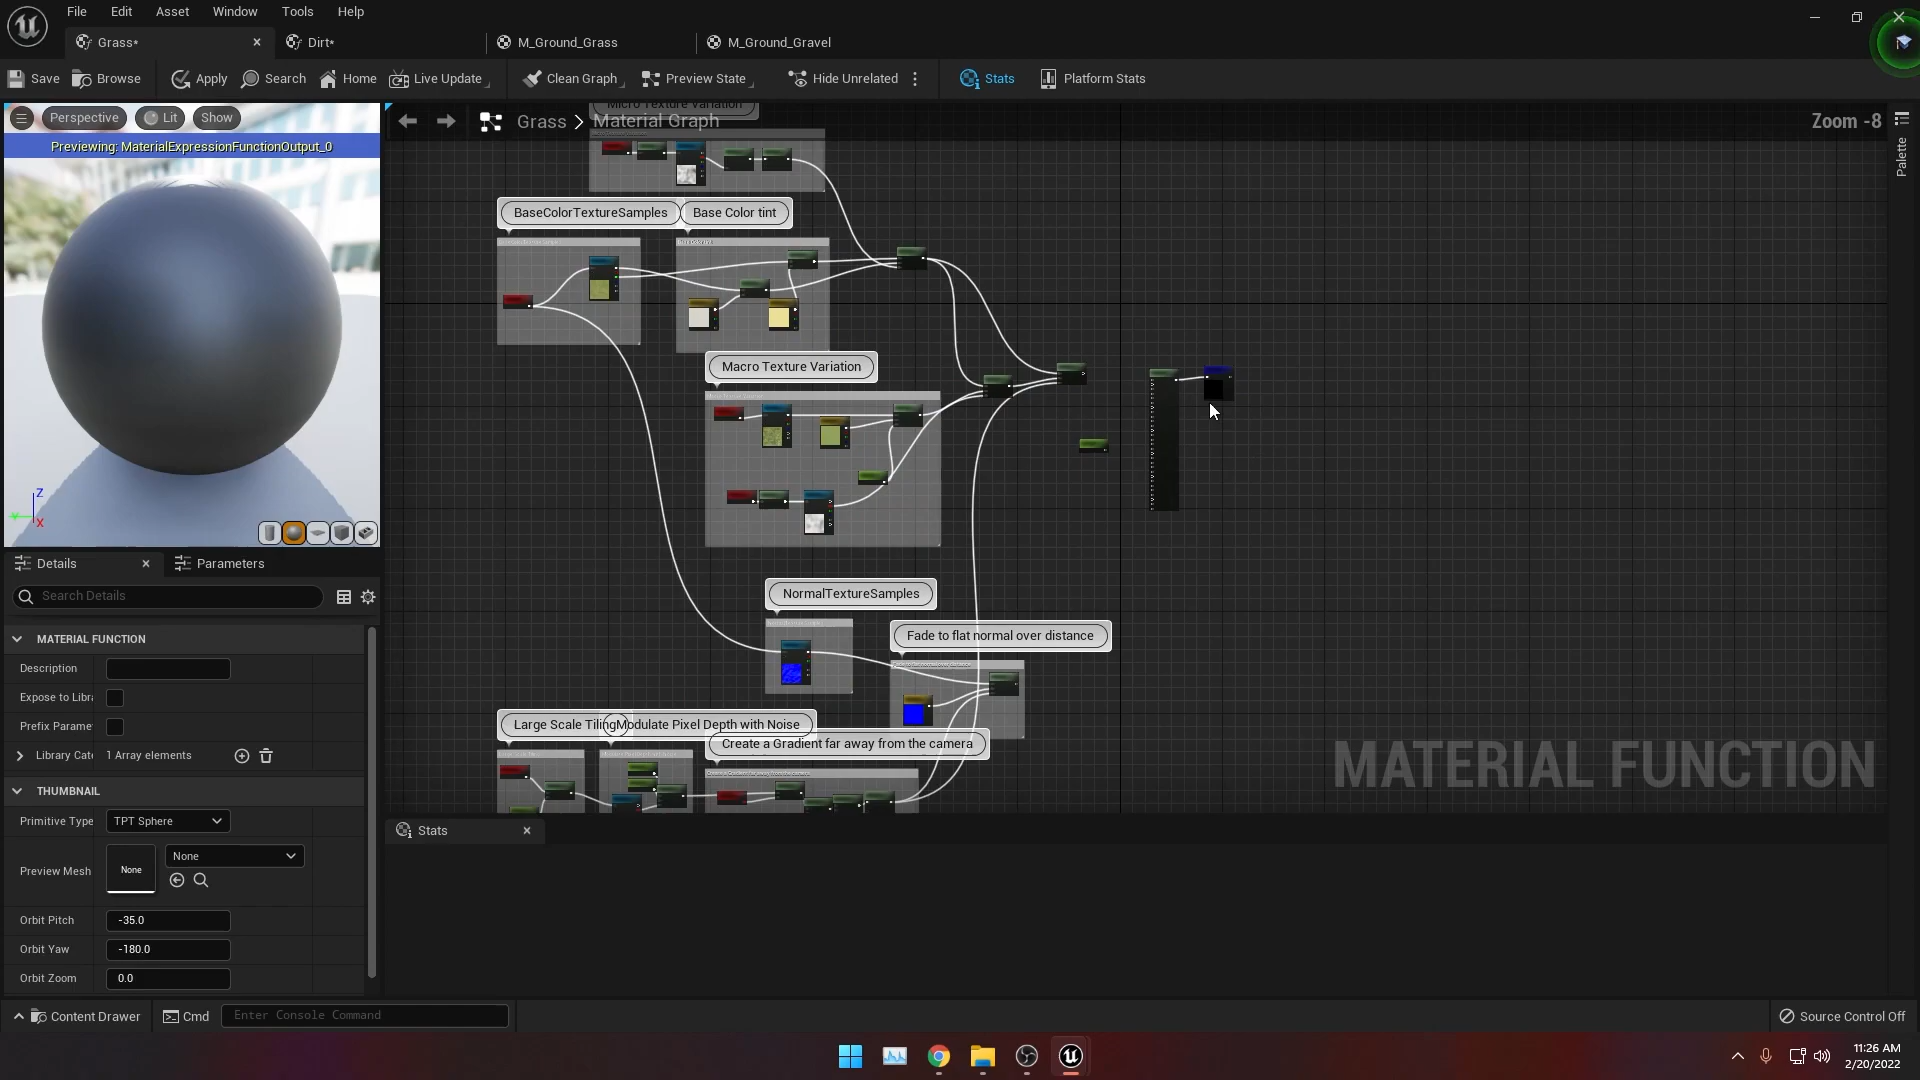 File Edit Asset Window Tools Help
Grass* Dirt* M_Ground_Grass M_Ground_Gravel
Save Browse Apply Search Home Live Update Clean Graph Preview State Hide Unrelated Stats Platform Stats
Perspective Lit Show
Previewing: MaterialExpressionFunctionOutput_0
Micro Texture Variation
Grass > Material Graph
Zoom -8
Palette
BaseColorTextureSamples Base Color tint
Macro Texture Variation
NormalTextureSamples
Fade to flat normal over distance
Large Scale Tiling Modulate Pixel Depth with Noise
Create a Gradient far away from the camera
MATERIAL FUNCTION
Z
X
Details Parameters
Search Details
MATERIAL FUNCTION
Description
Expose to Libra
Prefix Parame
Library Cate 1 Array elements
THUMBNAIL
Primitive Type TPT Sphere
Preview Mesh None None
Orbit Pitch -35.0
Orbit Yaw -180.0
Orbit Zoom 0.0
Stats
Content Drawer Cmd Enter Console Command
Source Control Off
11:26 AM
2/20/2022